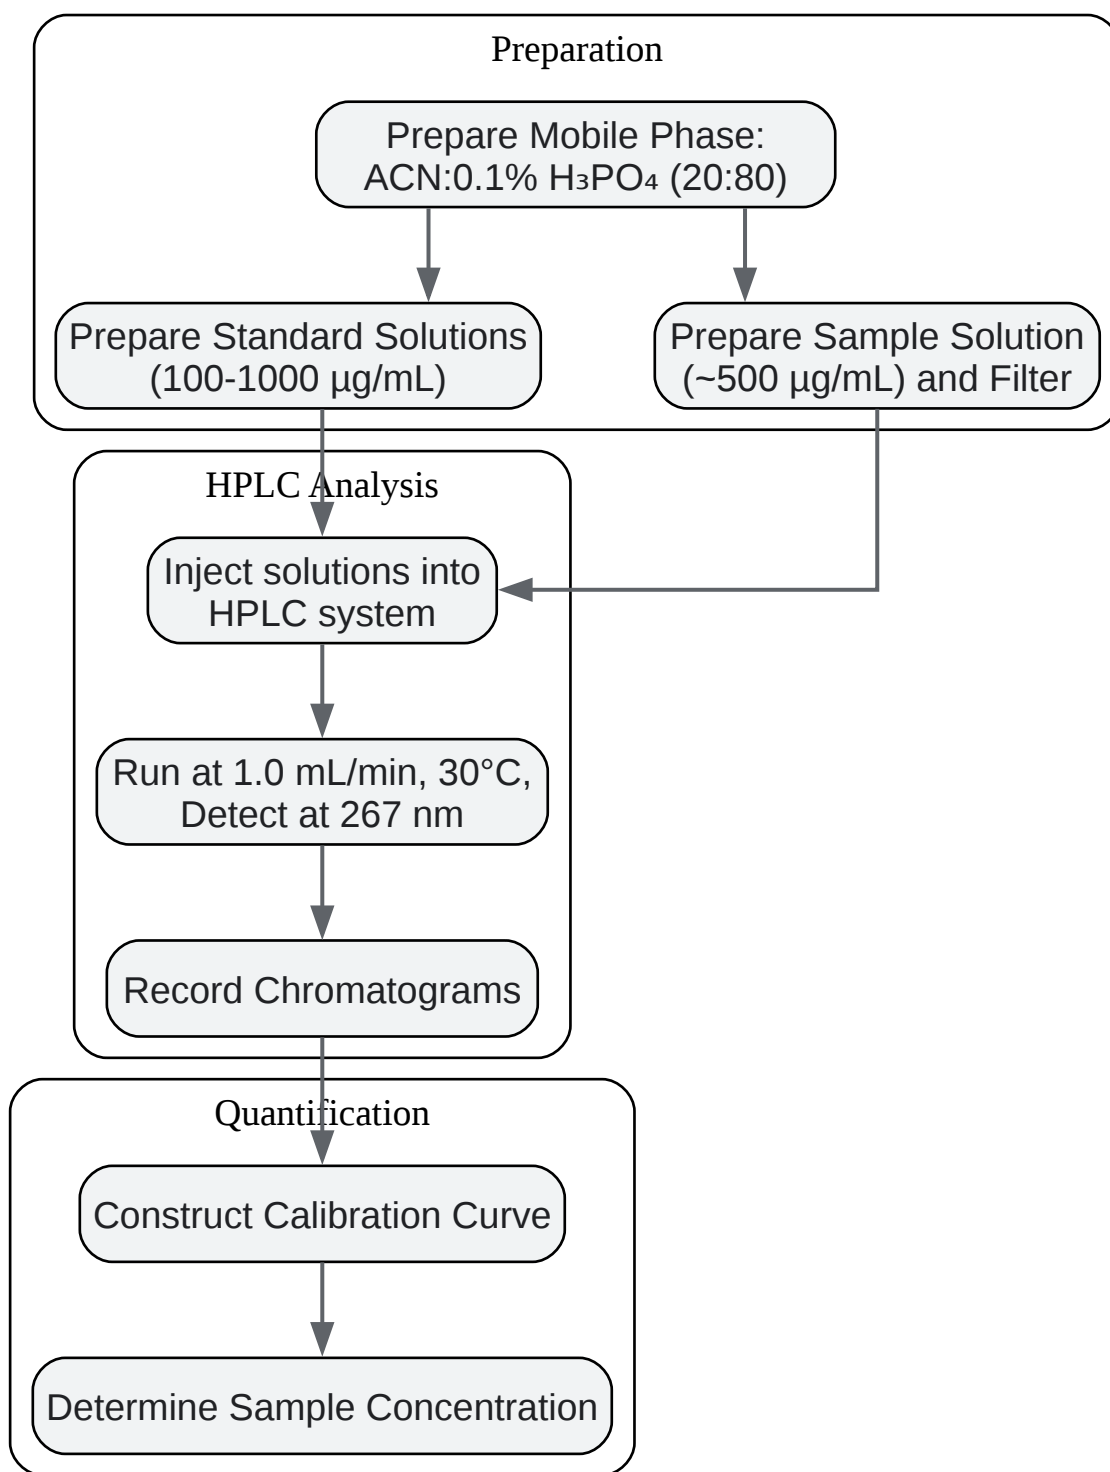 Preparation
Prepare Mobile Phase:
ACN:0.1% H₃PO₄ (20:80)
Prepare Standard Solutions
(100-1000 µg/mL)
Prepare Sample Solution
(~500 µg/mL) and Filter
HPLC Analysis
Inject solutions into
HPLC system
Run at 1.0 mL/min, 30°C,
Detect at 267 nm
Record Chromatograms
Quantification
Construct Calibration Curve
Determine Sample Concentration